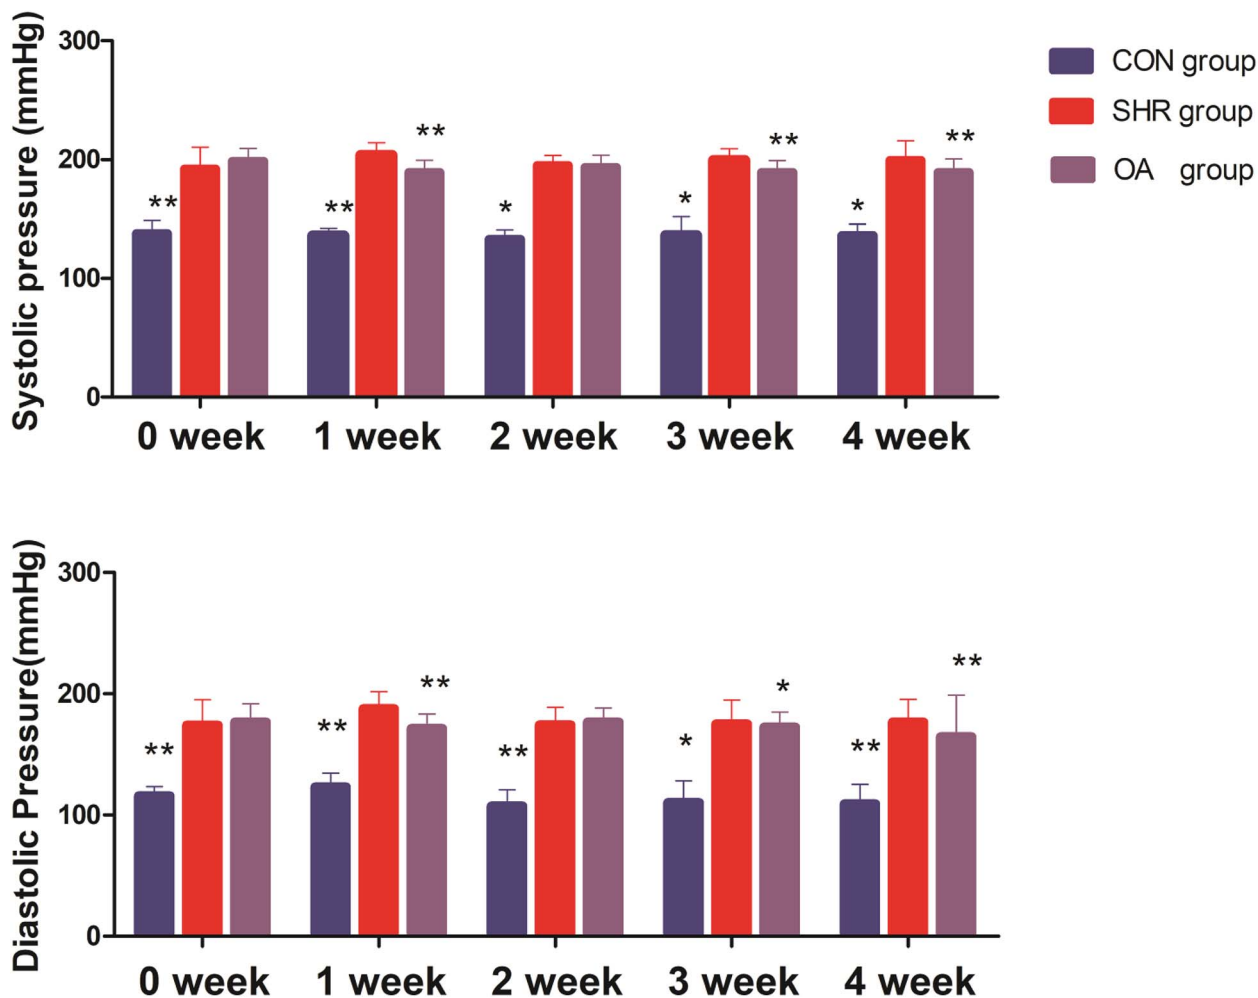 Systolic pressure (mmHg)
300
200
100
0
** ** * * *
** ** **
0 week 1 week 2 week 3 week 4 week
CON group
SHR group
OA group
Diastolic Pressure(mmHg)
300
200
100
0
** ** ** * **
** * **
0 week 1 week 2 week 3 week 4 week